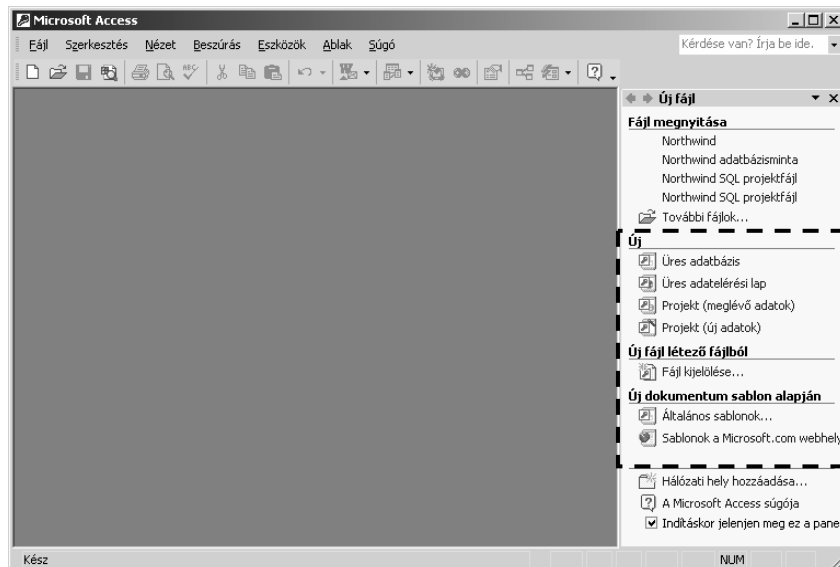 Microsoft Access
Fájl Szerkesztés Nézet Beszúrás Eszközök Ablak Súgó Kérdése van? Írja be ide.
Új fájl
Fájl megnyitása
Northwind
Northwind adatbázisminta
Northwind SQL projektfájl
Northwind SQL projektfájl
További fájlok...
Új
Üres adatbázis
Üres adatelérési lap
Projekt (meglévő adatok)
Projekt (új adatok)
Új fájl létező fájlból
Fájl kijelölése...
Új dokumentum sablon alapján
Általános sablonok...
Sablonok a Microsoft.com webhely
Hálózati hely hozzáadása...
A Microsoft Access súgója
Indításkor jelenjen meg ez a pane
Kész NUM